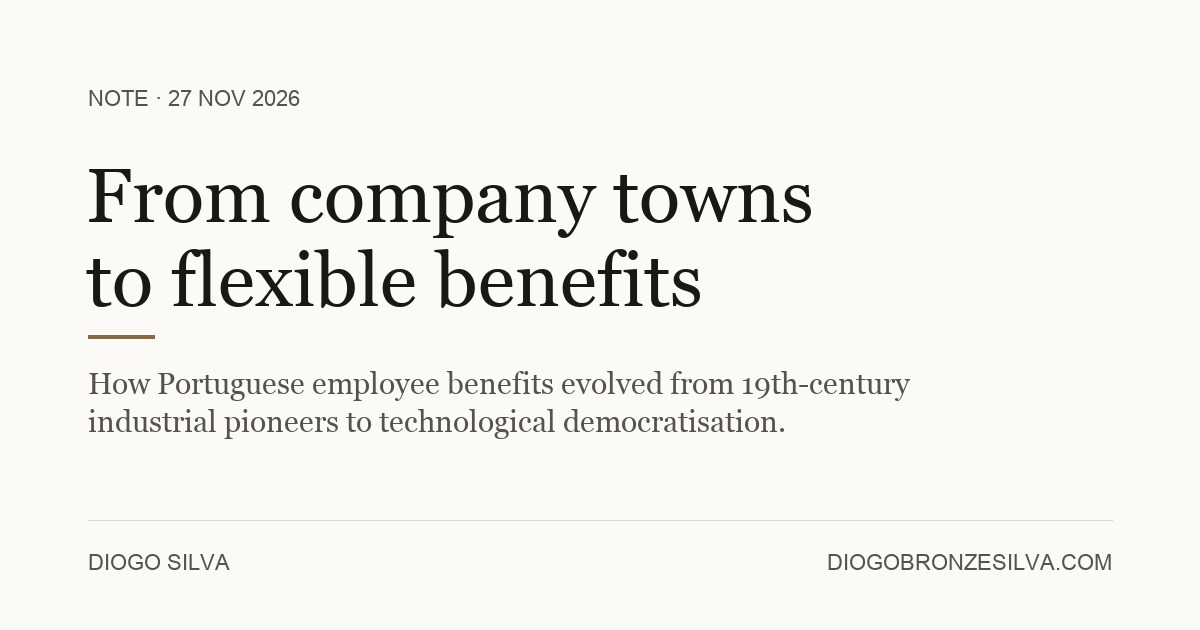 NOTE · 27 NOV 2026
From company towns
to flexible benefits
How Portuguese employee benefits evolved from 19th-century
industrial pioneers to technological democratisation.
DIOGO SILVA
DIOGOBRONZESILVA.COM